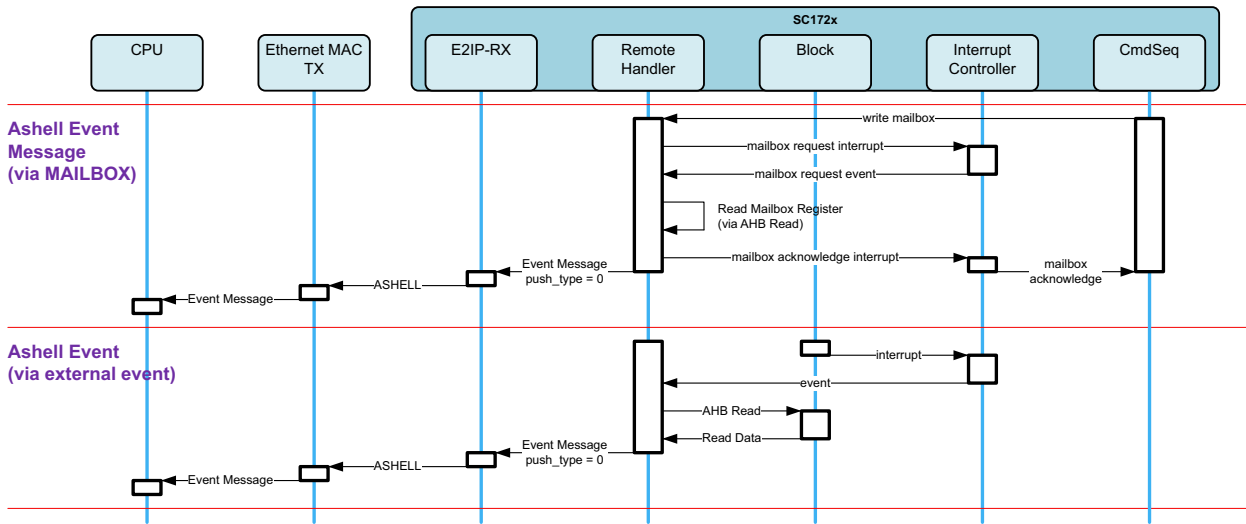 SC172x
CPU
Ethernet MAC
TX
E2IP-RX
Remote
Handler
Block
Interrupt
Controller
CmdSeq
Ashell Event
Message
(via MAILBOX)
write mailbox
mailbox request interrupt
mailbox request event
Read Mailbox Register
(via AHB Read)
mailbox acknowledge interrupt
mailbox
acknowledge
Event Message
push_type = 0
ASHELL
Event Message
Ashell Event
(via external event)
interrupt
event
AHB Read
Read Data
Event Message
push_type = 0
ASHELL
Event Message